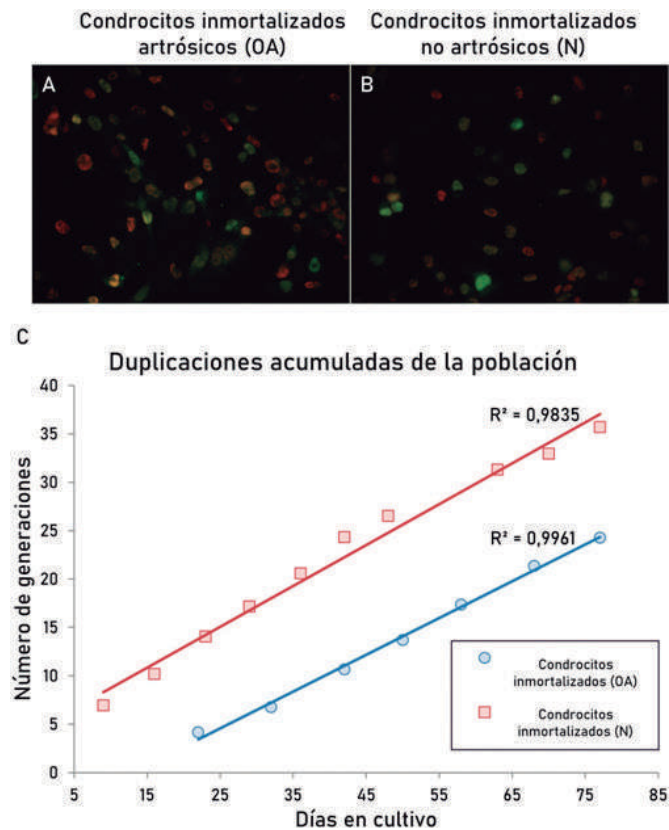 Condrocitos inmortalizados
artrósicos (OA)
Condrocitos inmortalizados
no artrósicos (N)
A
B
C
Duplicaciones acumuladas de la población
40
35
30
25
20
15
10
5
0
Número de generaciones
R² = 0,9835
R² = 0,9961
Condrocitos
inmortalizados (OA)
Condrocitos
inmortalizados (N)
5 15 25 35 45 55 65 75 85
Días en cultivo